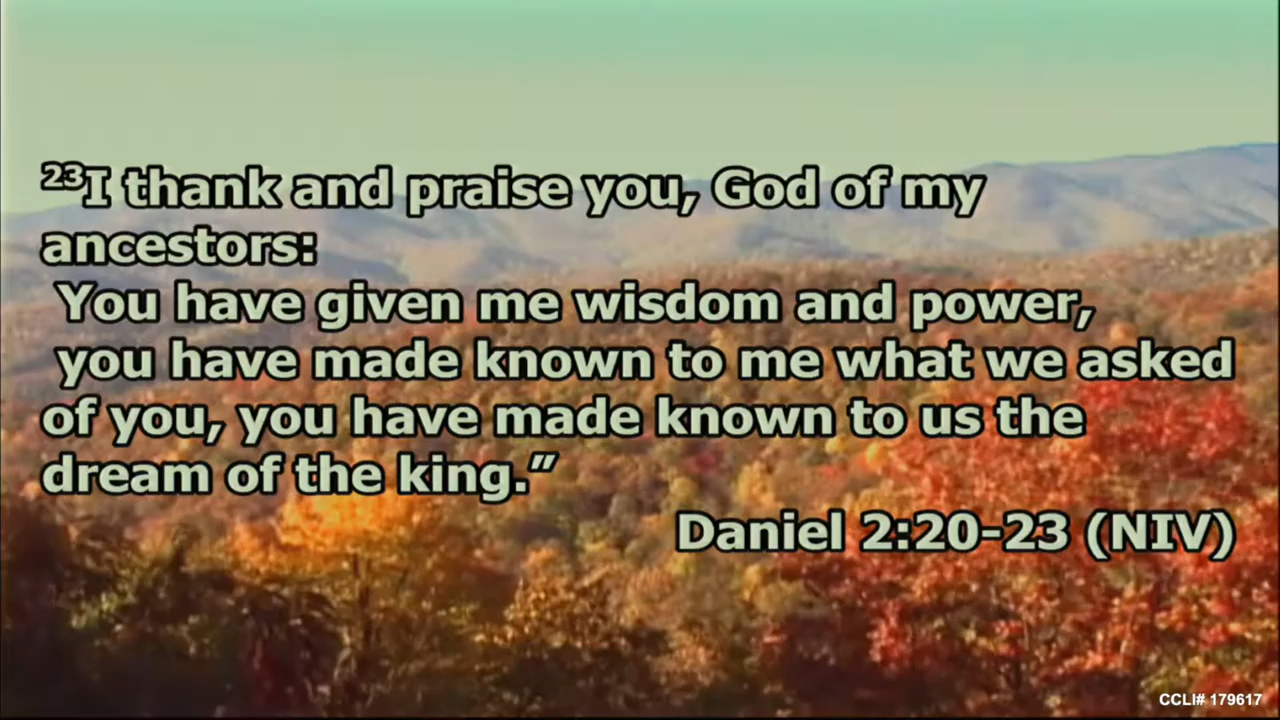 ²³I thank and praise you, God of my
ancestors:
You have given me wisdom and power,
you have made known to me what we asked
of you, you have made known to us the
dream of the king.”
Daniel 2:20-23 (NIV)
CCLI# 179617